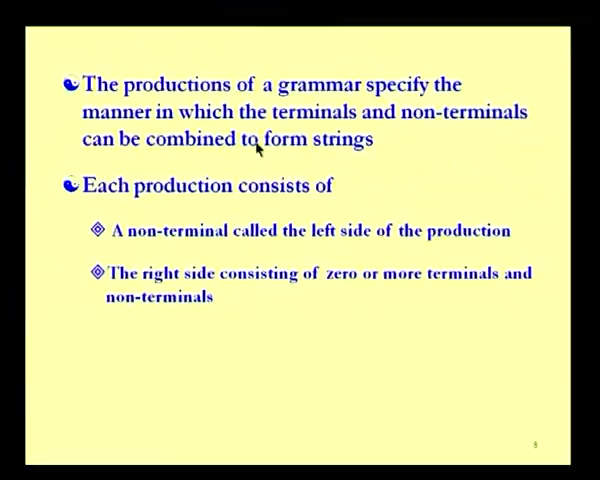 The productions of a grammar specify the
manner in which the terminals and non-terminals
can be combined to form strings
Each production consists of
A non-terminal called the left side of the production
The right side consisting of zero or more terminals and
non-terminals
8